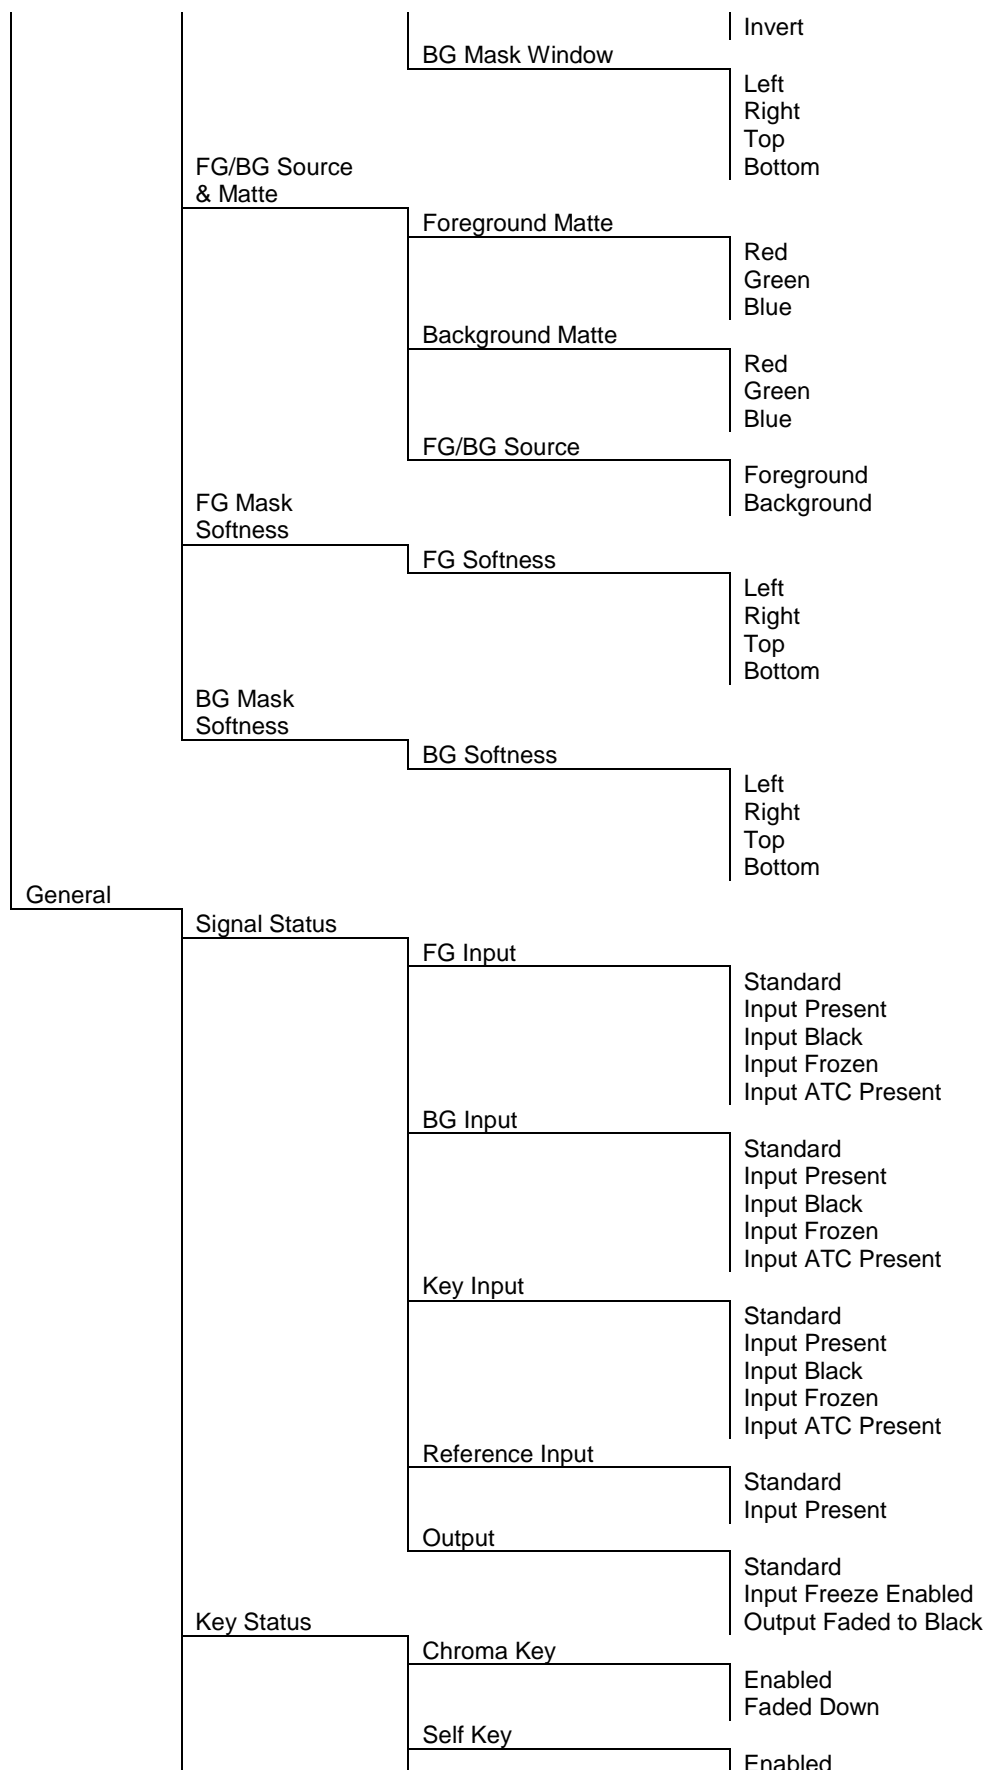 Invert
BG Mask Window
Left
Right
Top
Bottom
FG/BG Source
& Matte
Foreground Matte
Red
Green
Blue
Background Matte
Red
Green
Blue
FG/BG Source
Foreground
Background
FG Mask
Softness
FG Softness
Left
Right
Top
Bottom
BG Mask
Softness
BG Softness
Left
Right
Top
Bottom
General
Signal Status
FG Input
Standard
Input Present
Input Black
Input Frozen
Input ATC Present
BG Input
Standard
Input Present
Input Black
Input Frozen
Input ATC Present
Key Input
Standard
Input Present
Input Black
Input Frozen
Input ATC Present
Reference Input
Standard
Input Present
Output
Standard
Input Freeze Enabled
Output Faded to Black
Key Status
Chroma Key
Enabled
Faded Down
Self Key
Enabled